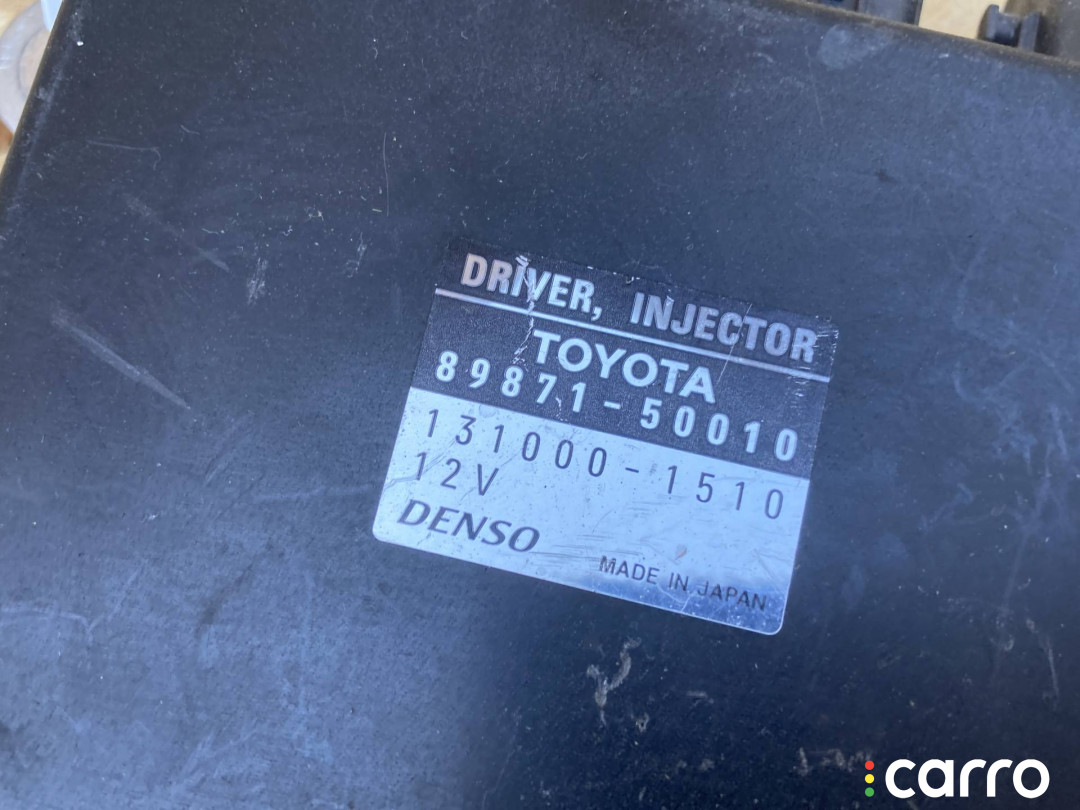 DRIVER, INJECTOR
TOYOTA
89871-50010
131000-1510
12V
DENSO
MADE IN JAPAN
carro